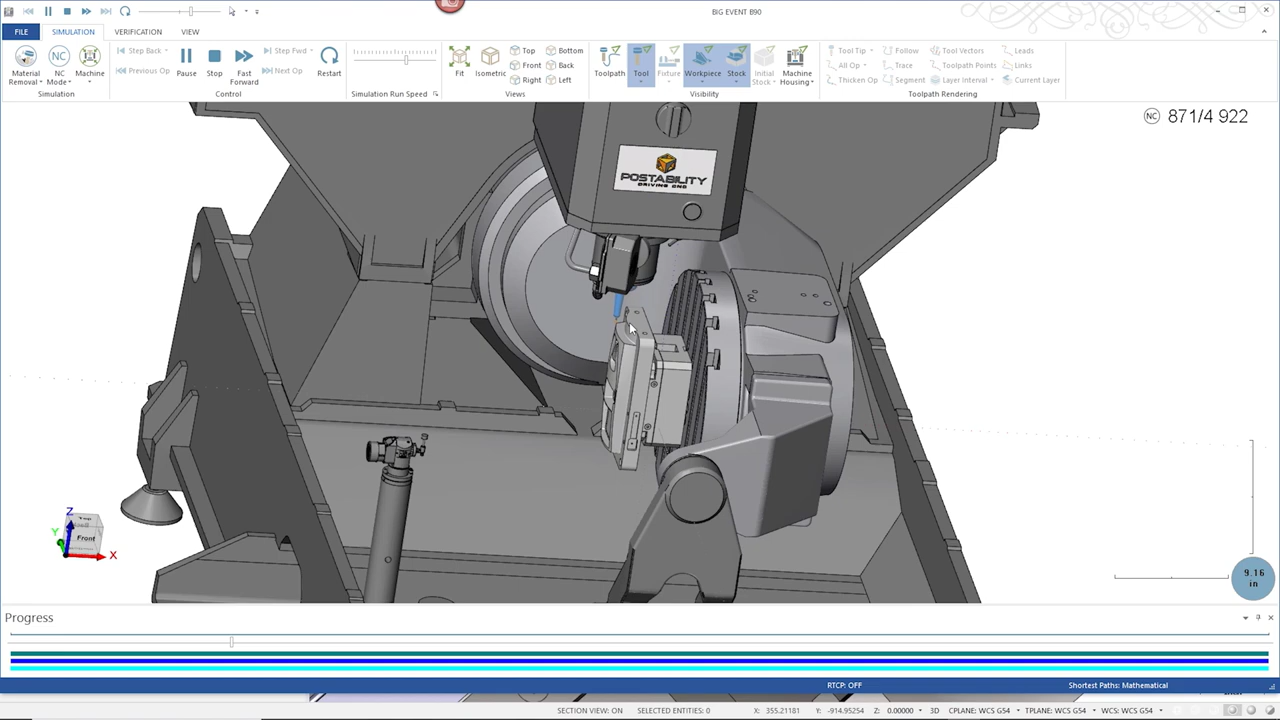 BIG EVENT B90
FILE SIMULATION VERIFICATION VIEW
Material Removal NC Mode Machine
Simulation
Step Back Previous Op Pause Stop Fast Forward Step Fwd Next Op Restart
Control
Simulation Run Speed
Fit Isometric Top Front Right Bottom Back Left
Views
Toolpath Tool Fixture Workpiece Stock Initial Stock Machine Housing
Visibility
Tool Tip Follow Tool Vectors Leads
All Op Trace Toolpath Points Links
Thicken Op Segment Layer Interval Current Layer
Toolpath Rendering
NC 871/4 922
POSTABILITY
DRIVING CNC
Z
Y
Top
Front
X
9.16
in
Progress
RTCP: OFF Shortest Paths: Mathematical
SECTION VIEW: ON SELECTED ENTITIES: 0 X: 355.21181 Y: -914.95254 Z: 0.00000 3D CPLANE: WCS G54 TPLANE: WCS G54 WCS: WCS G54